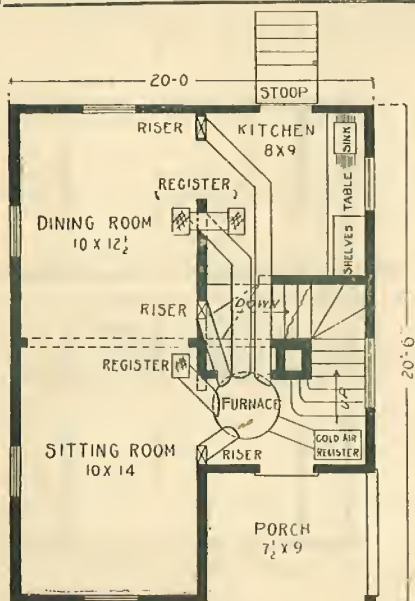 20-0
STOOP
RISER
KITCHEN
8X9
SINK
TABLE
SHELVES
REGISTER
DINING ROOM
10 X 12½
RISER
DOWN
REGISTER
FURNACE
UP
20'-6"
COLD AIR
REGISTER
SITTING ROOM
10X14
RISER
PORCH
7½ X 9